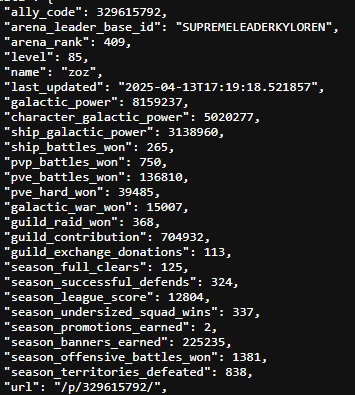 "ally_code": 329615792,
"arena_leader_base_id": "SUPREMELEADERKYLOREN",
"arena_rank": 409,
"level": 85,
"name": "zoz",
"last_updated": "2025-04-13T17:19:18.521857",
"galactic_power": 8159237,
"character_galactic_power": 5020277,
"ship_galactic_power": 3138960,
"ship_battles_won": 265,
"pvp_battles_won": 750,
"pve_battles_won": 136810,
"pve_hard_won": 39485,
"galactic_war_won": 15007,
"guild_raid_won": 368,
"guild_contribution": 704932,
"guild_exchange_donations": 113,
"season_full_clears": 125,
"season_successful_defends": 324,
"season_league_score": 12804,
"season_undersized_squad_wins": 337,
"season_promotions_earned": 2,
"season_banners_earned": 225235,
"season_offensive_battles_won": 1381,
"season_territories_defeated": 838,
"url": "/p/329615792/",